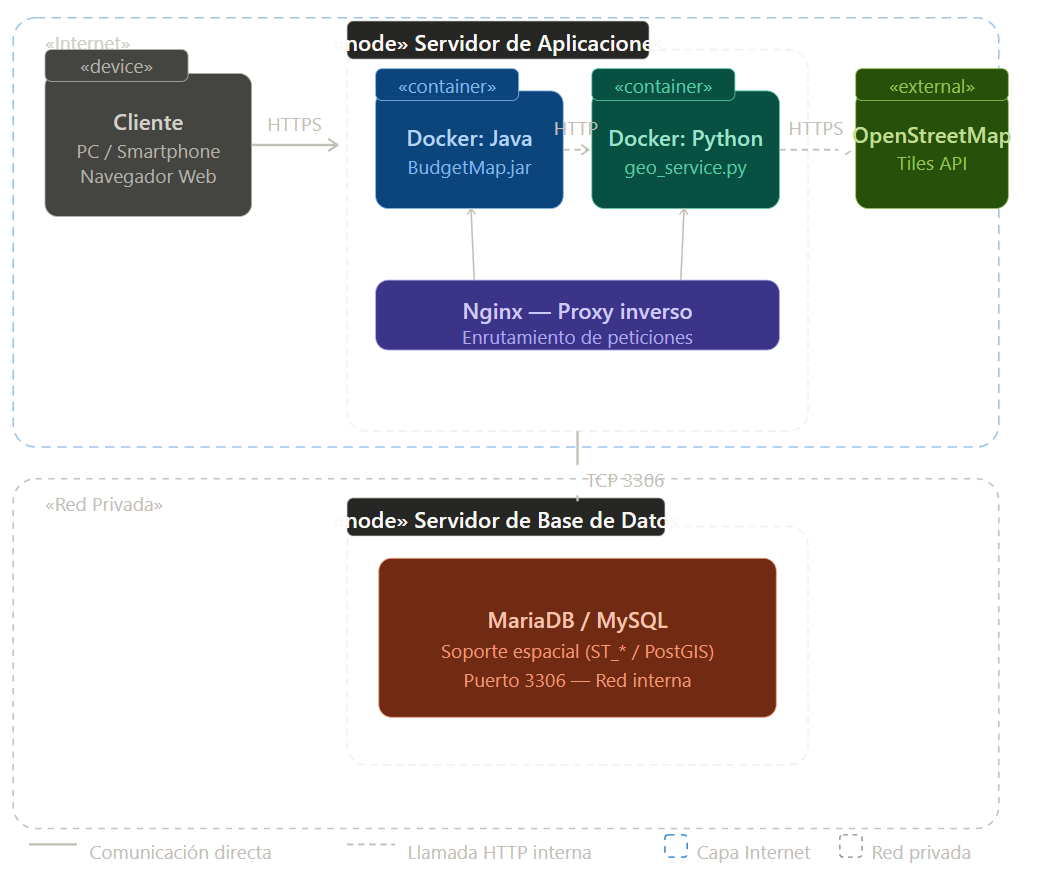 «Internet»
«node» Servidor de Aplicaciones
«device»
Cliente
PC / Smartphone
Navegador Web
HTTPS
«container»
Docker: Java
BudgetMap.jar
HTTP
«container»
Docker: Python
geo_service.py
HTTPS
«external»
OpenStreetMap
Tiles API
Nginx — Proxy inverso
Enrutamiento de peticiones
TCP 3306
«Red Privada»
«node» Servidor de Base de Datos
MariaDB / MySQL
Soporte espacial (ST_* / PostGIS)
Puerto 3306 — Red interna
Comunicación directa
Llamada HTTP interna
Capa Internet
Red privada